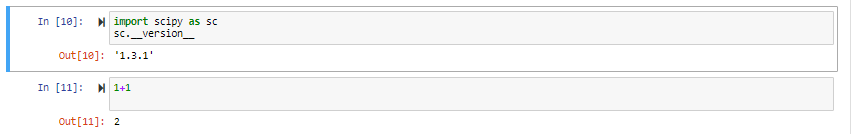 In [10]: import scipy as sc
sc.__version__
Out[10]: '1.3.1'
In [11]: 1+1
Out[11]: 2